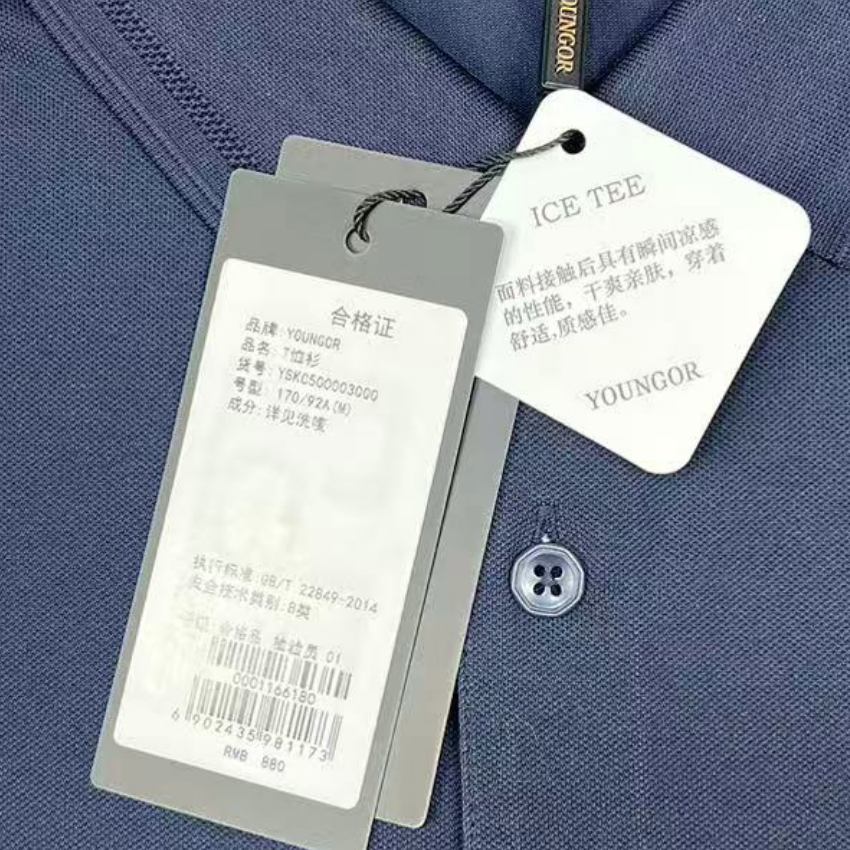 YOUNGOR
ICE TEE
面料接触后具有瞬间凉感
的性能，干爽亲肤，穿着
舒适,质感佳。
YOUNGOR
合格证
品牌:YOUNGOR
品名:T恤衫
货号:YSKC500003000
号型:170/92A(M)
成分:详见洗唛
执行标准:GB/T 22849-2014
安全技术类别:B类
合格品 检验员 01
0001166180
6 902435 981173
RMB 880